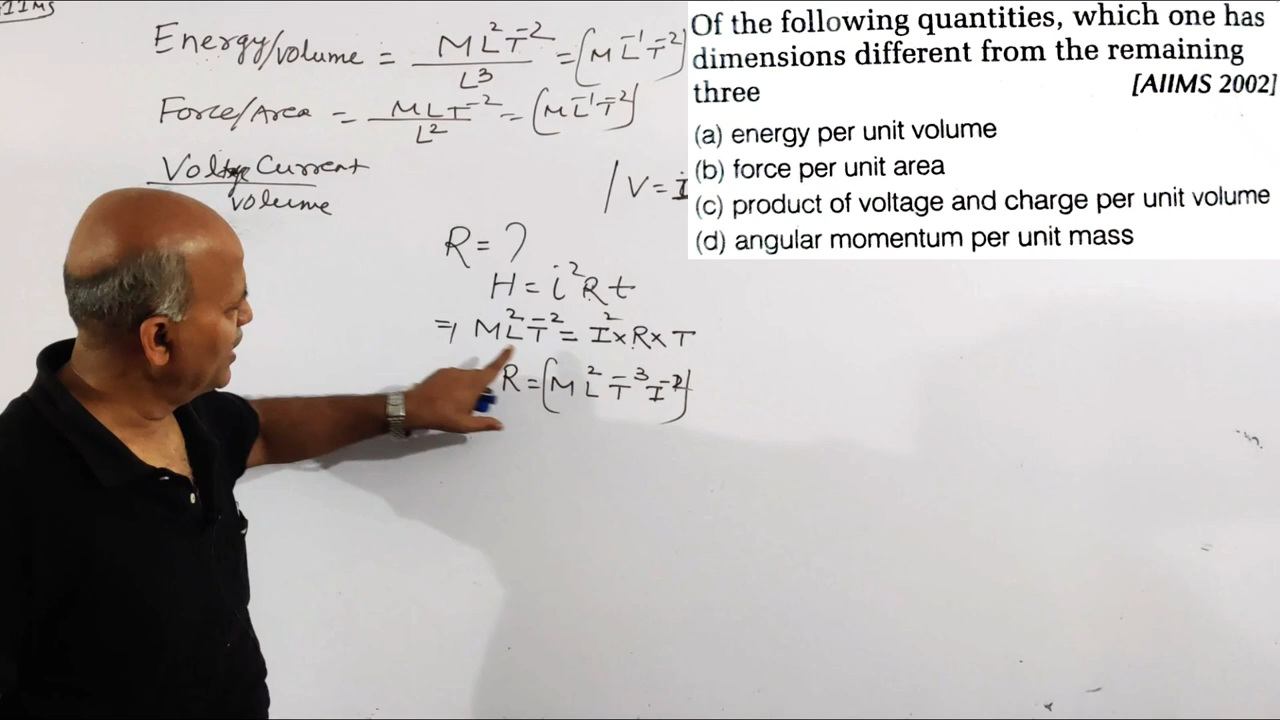 IIMS
Energy/volume = ML²T⁻² / L³ = [ML⁻¹T⁻²]
Force/Area = MLT⁻² / L² = [ML⁻¹T⁻²]
Voltage Current / volume
/ V = i
R = ?
H = i²Rt
⇒ ML²T⁻² = I² × R × T
R = [ML²T⁻³I⁻²]
Of the following quantities, which one has
dimensions different from the remaining
three
[AIIMS 2002]
(a) energy per unit volume
(b) force per unit area
(c) product of voltage and charge per unit volume
(d) angular momentum per unit mass